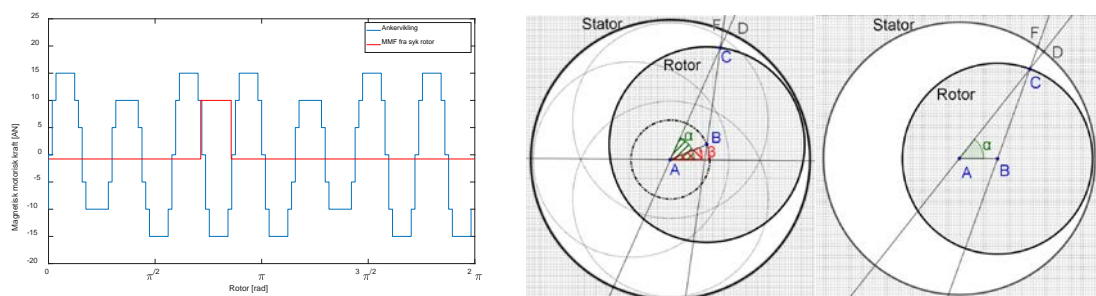 25
20
15
10
5
0
-5
-10
-15
-20
Magnetisk motorisk kraft [AN]
Ankervikling
MMF fra syk rotor
0
π/2
π
3π/2
2π
Rotor [rad]
Stator
F
D
C
Rotor
α
B
β
A
Stator
F
D
C
Rotor
α
A
B